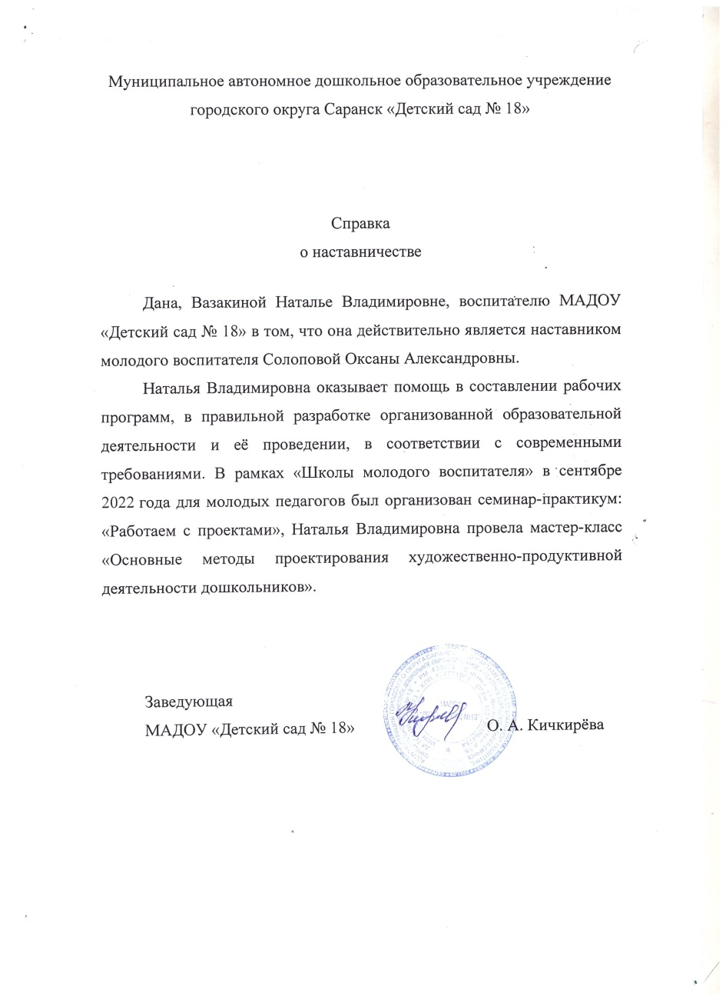 Муниципальное автономное дошкольное образовательное учреждение
городского округа Саранск «Детский сад № 18»
Справка
о наставничестве
Дана, Вазакиной Наталье Владимировне, воспитателю МАДОУ
«Детский сад № 18» в том, что она действительно является наставником
молодого воспитателя Солоповой Оксаны Александровны.
Наталья Владимировна оказывает помощь в составлении рабочих
программ, в правильной разработке организованной образовательной
деятельности и её проведении, в соответствии с современными
требованиями. В рамках «Школы молодого воспитателя» в сентябре
2022 года для молодых педагогов был организован семинар-практикум:
«Работаем с проектами», Наталья Владимировна провела мастер-класс
«Основные методы проектирования художественно-продуктивной
деятельности дошкольников».
Заведующая
МАДОУ «Детский сад № 18»
О. А. Кичкирёва